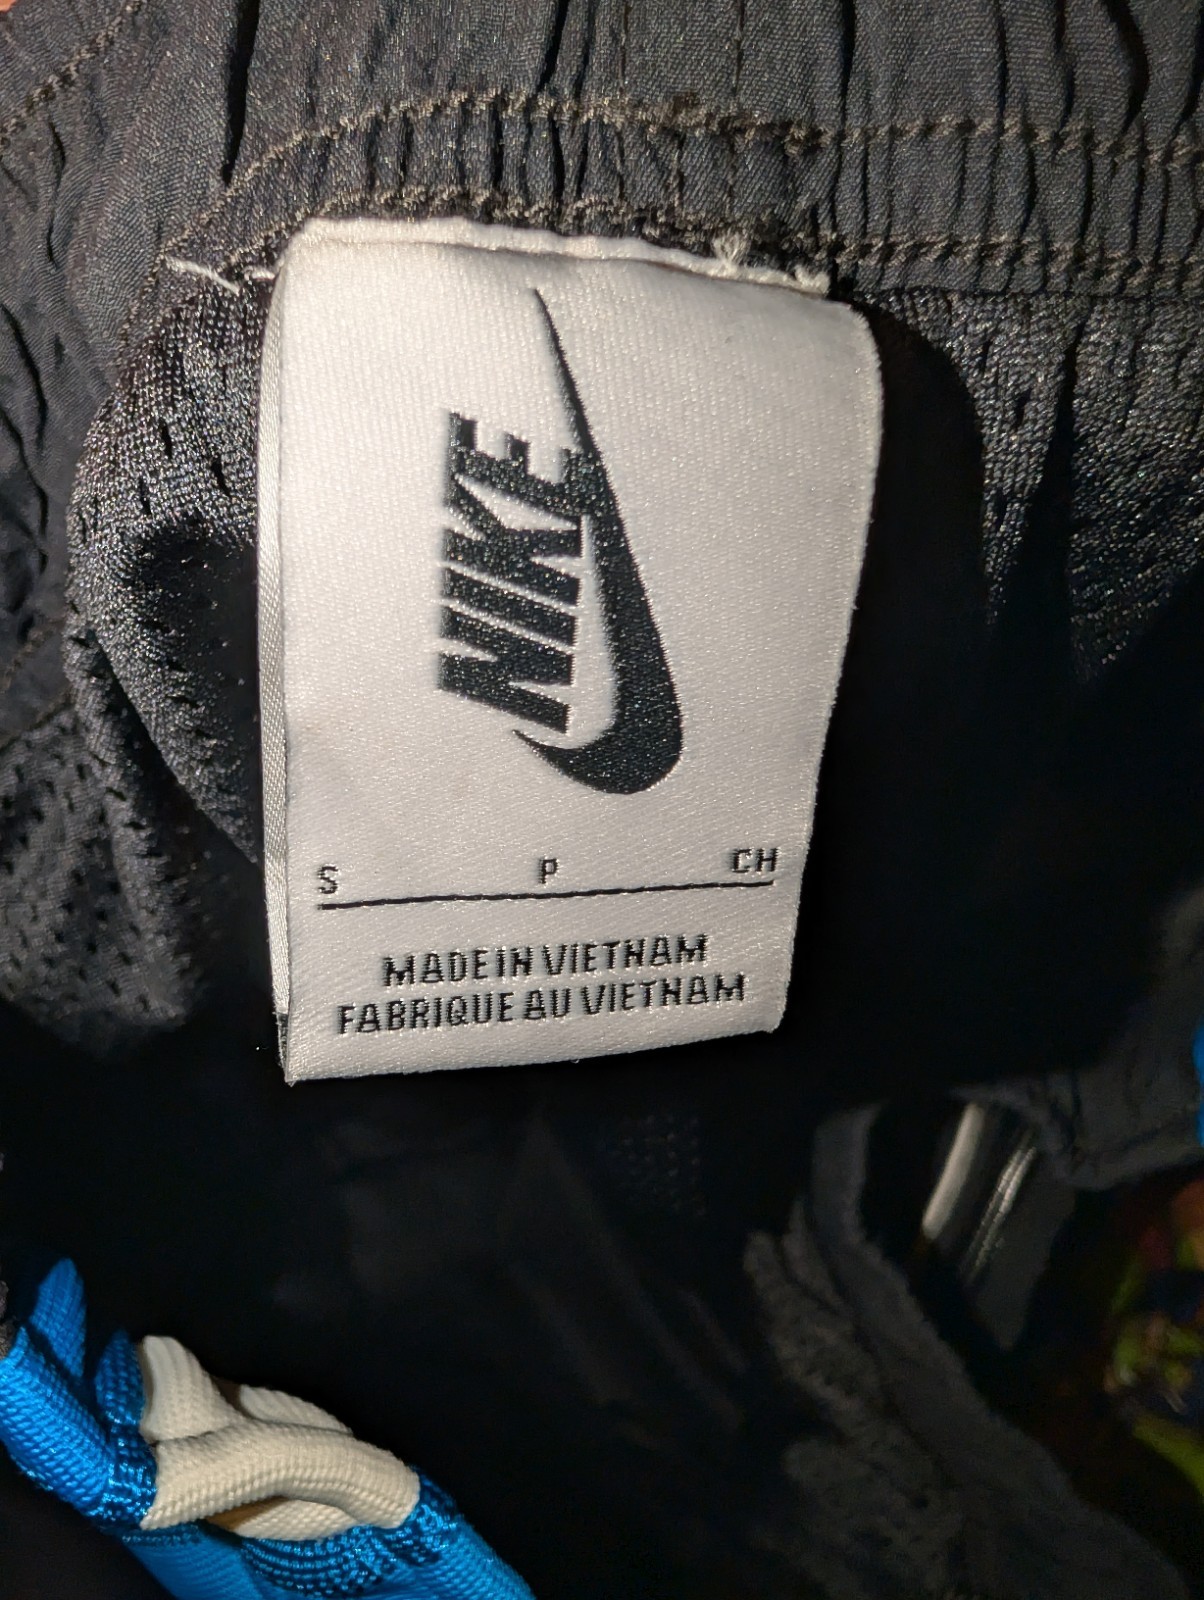 NIKE
S P CH
MADE IN VIETNAM
FABRIQUE AU VIETNAM